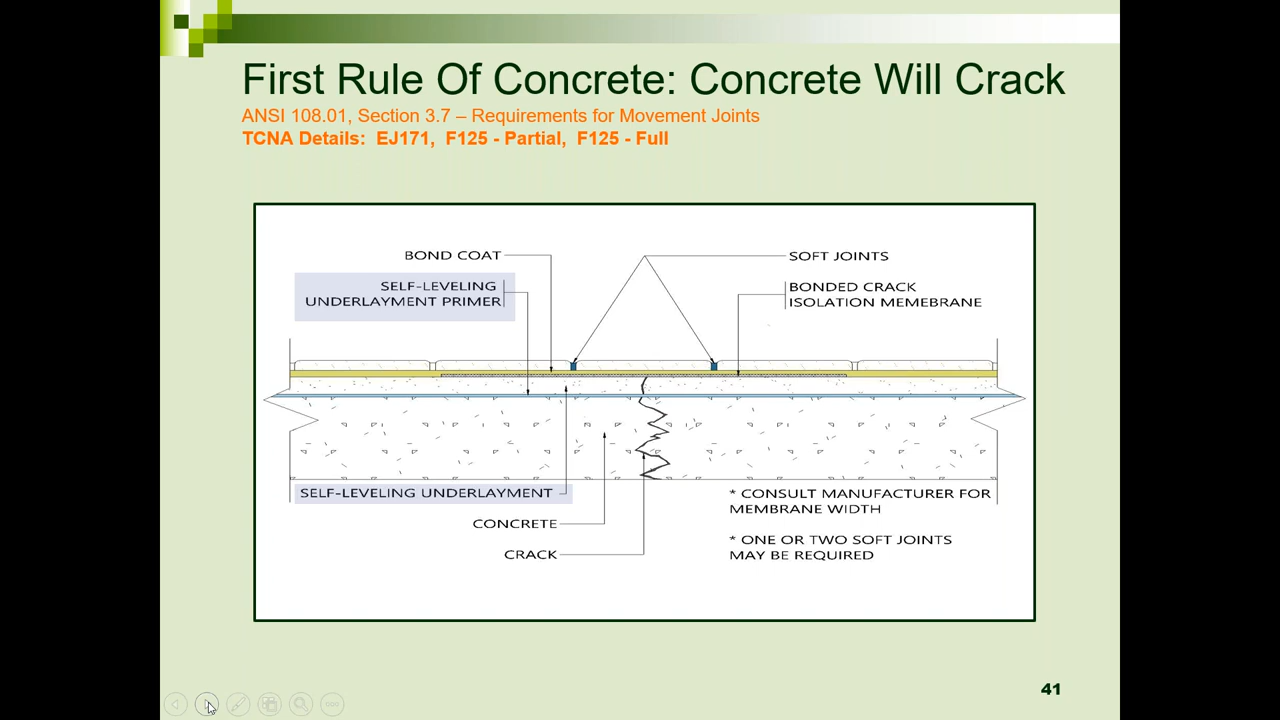 First Rule Of Concrete: Concrete Will Crack
ANSI 108.01, Section 3.7 – Requirements for Movement Joints
TCNA Details:  EJ171,  F125 - Partial,  F125 - Full
BOND COAT
SOFT JOINTS
SELF-LEVELING
UNDERLAYMENT PRIMER
BONDED CRACK
ISOLATION MEMEBRANE
SELF-LEVELING UNDERLAYMENT
CONCRETE
CRACK
* CONSULT MANUFACTURER FOR
MEMBRANE WIDTH
* ONE OR TWO SOFT JOINTS
MAY BE REQUIRED
41